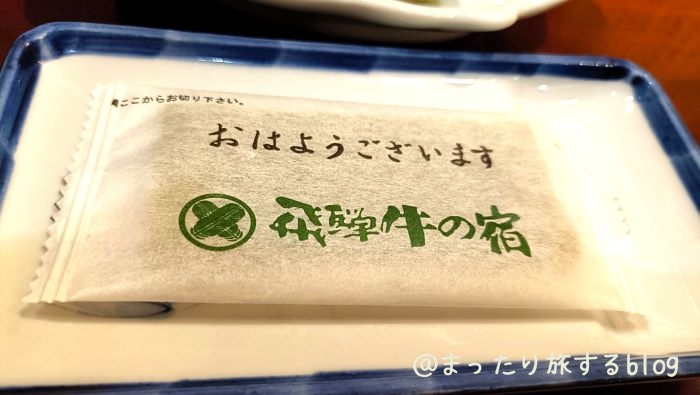 ここからお切り下さい。
おはようございます
飛騨牛の宿
@まったり旅するblog